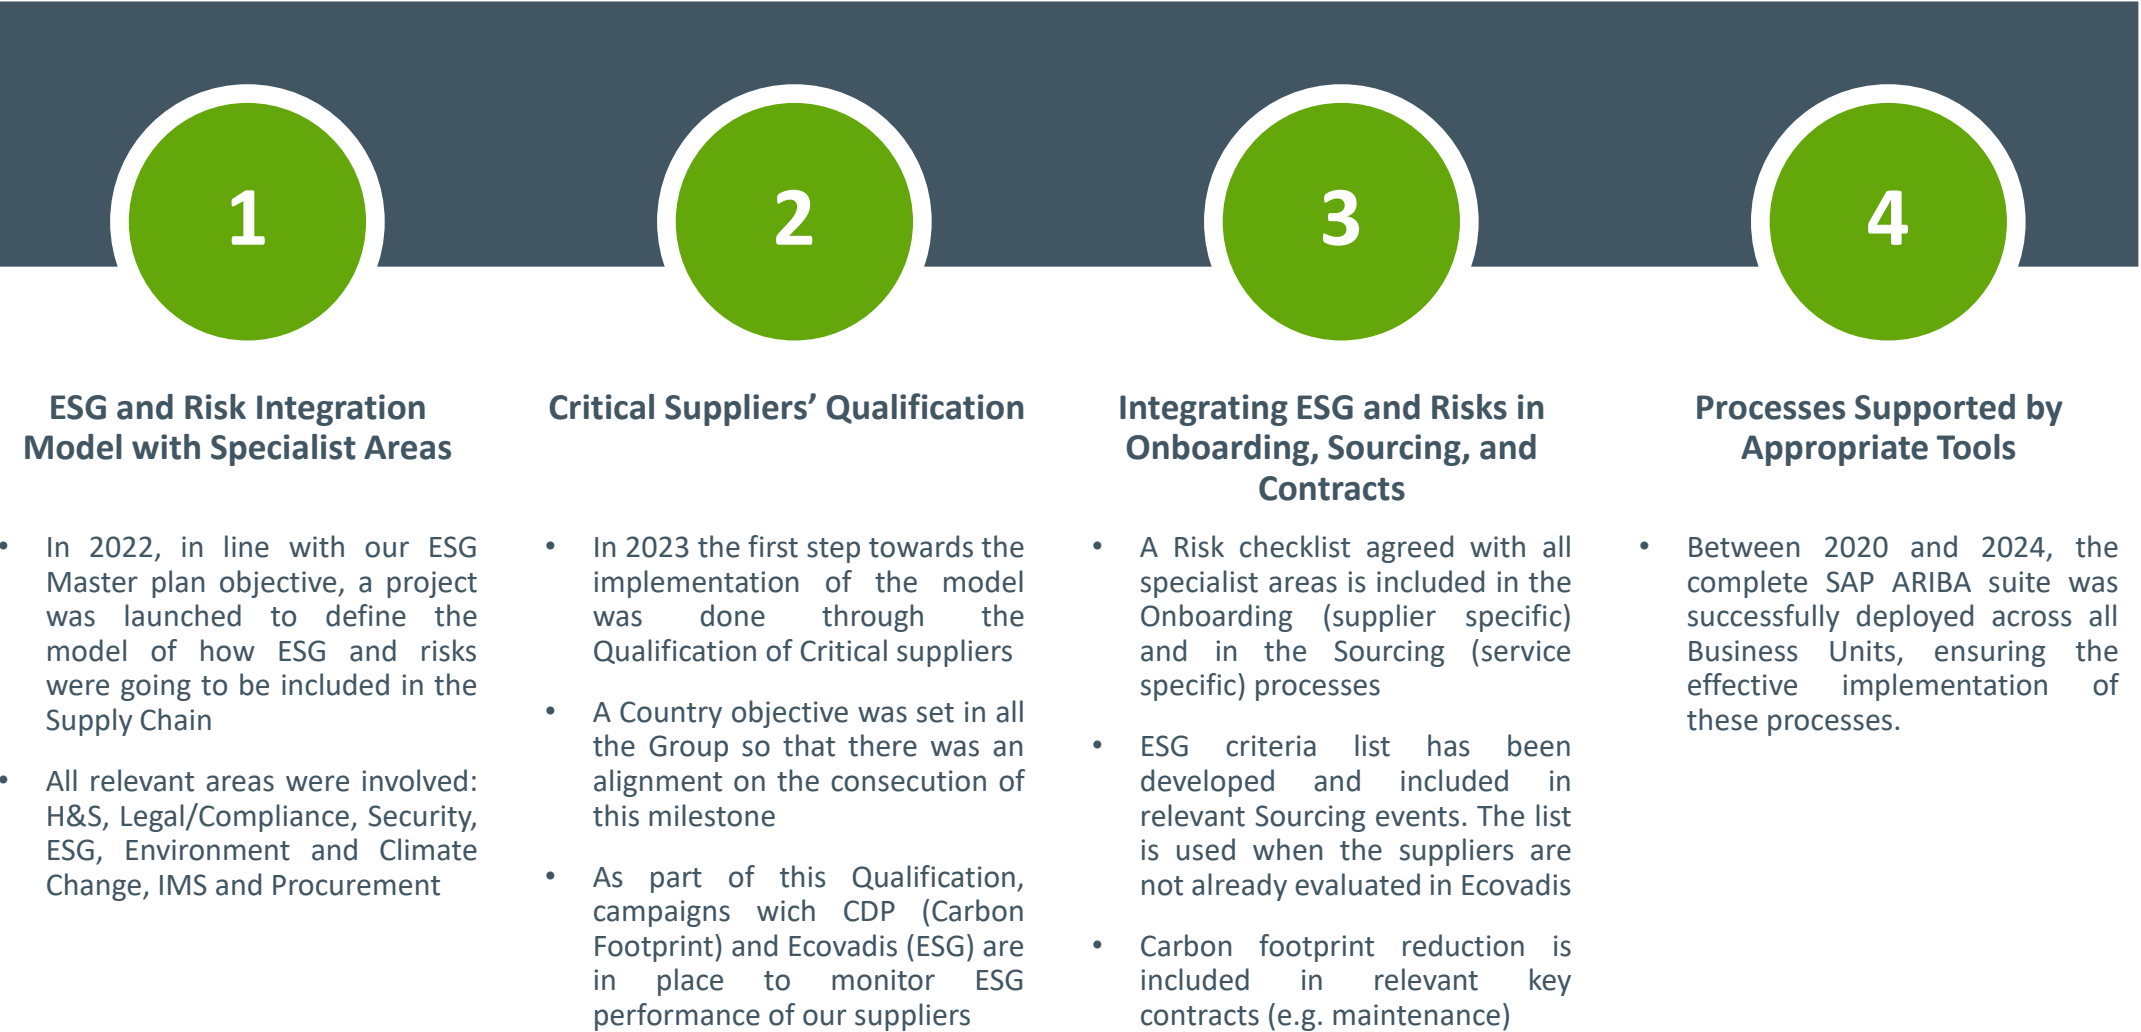 1
ESG and Risk Integration
Model with Specialist Areas
• In 2022, in line with our ESG
Master plan objective, a project
was launched to define the
model of how ESG and risks
were going to be included in the
Supply Chain
• All relevant areas were involved:
H&S, Legal/Compliance, Security,
ESG, Environment and Climate
Change, IMS and Procurement
2
Critical Suppliers’ Qualification
• In 2023 the first step towards the
implementation of the model
was done through the
Qualification of Critical suppliers
• A Country objective was set in all
the Group so that there was an
alignment on the consecution of
this milestone
• As part of this Qualification,
campaigns wich CDP (Carbon
Footprint) and Ecovadis (ESG) are
in place to monitor ESG
performance of our suppliers
3
Integrating ESG and Risks in
Onboarding, Sourcing, and
Contracts
• A Risk checklist agreed with all
specialist areas is included in the
Onboarding (supplier specific)
and in the Sourcing (service
specific) processes
• ESG criteria list has been
developed and included in
relevant Sourcing events. The list
is used when the suppliers are
not already evaluated in Ecovadis
• Carbon footprint reduction is
included in relevant key
contracts (e.g. maintenance)
4
Processes Supported by
Appropriate Tools
• Between 2020 and 2024, the
complete SAP ARIBA suite was
successfully deployed across all
Business Units, ensuring the
effective implementation of
these processes.